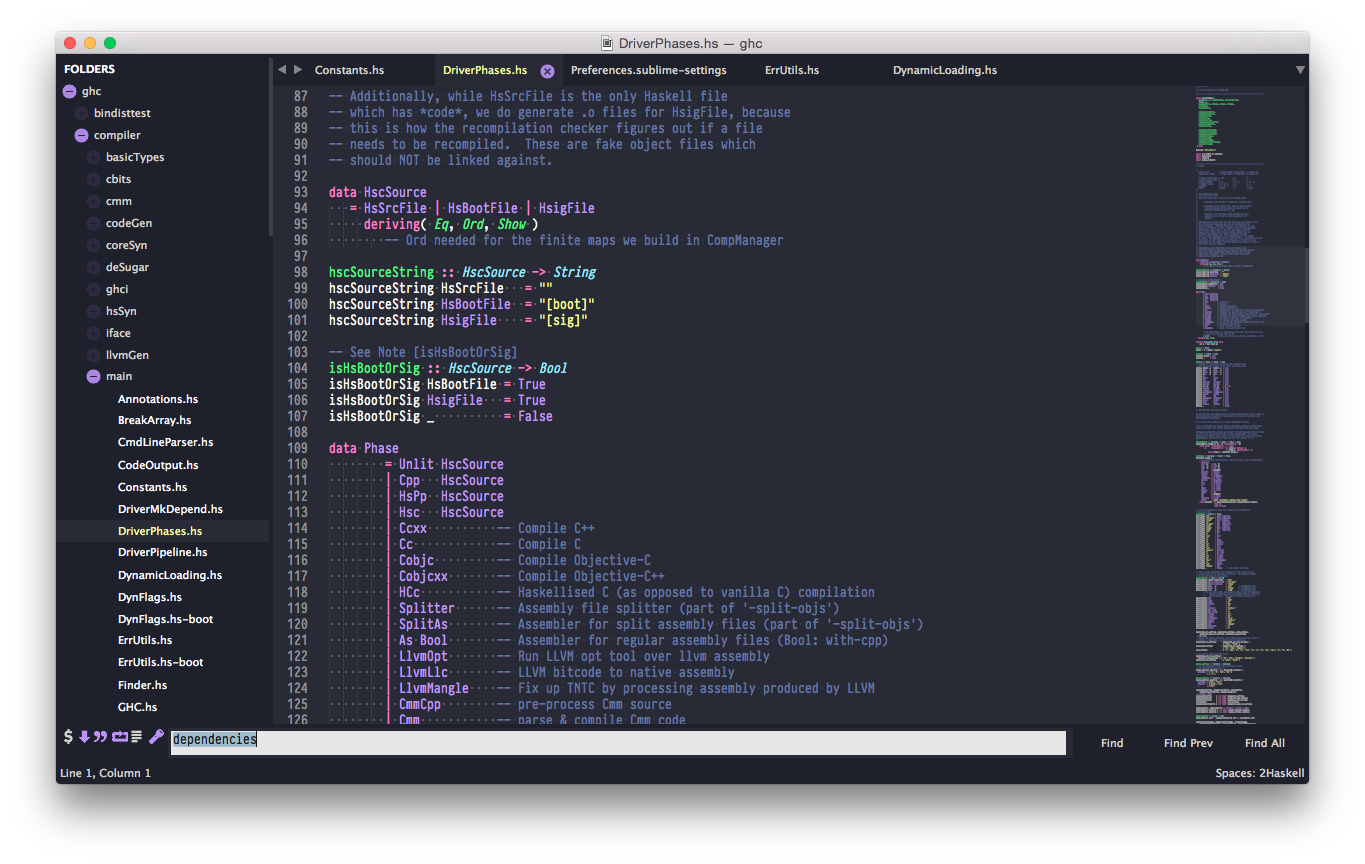 DriverPhases.hs — ghc
FOLDERS
ghc
bindisttest
compiler
basicTypes
cbits
cmm
codeGen
coreSyn
deSugar
ghci
hsSyn
iface
llvmGen
main
Annotations.hs
BreakArray.hs
CmdLineParser.hs
CodeOutput.hs
Constants.hs
DriverMkDepend.hs
DriverPhases.hs
DriverPipeline.hs
DynamicLoading.hs
DynFlags.hs
DynFlags.hs-boot
ErrUtils.hs
ErrUtils.hs-boot
Finder.hs
GHC.hs
Constants.hs DriverPhases.hs Preferences.sublime-settings ErrUtils.hs DynamicLoading.hs
87 -- Additionally, while HsSrcFile is the only Haskell file
88 -- which has *code*, we do generate .o files for HsigFile, because
89 -- this is how the recompilation checker figures out if a file
90 -- needs to be recompiled.  These are fake object files which
91 -- should NOT be linked against.
92
93 data HscSource
94    = HsSrcFile | HsBootFile | HsigFile
95      deriving( Eq, Ord, Show )
96         -- Ord needed for the finite maps we build in CompManager
97
98 hscSourceString :: HscSource -> String
99 hscSourceString HsSrcFile   = ""
100 hscSourceString HsBootFile  = "[boot]"
101 hscSourceString HsigFile    = "[sig]"
102
103 -- See Note [isHsBootOrSig]
104 isHsBootOrSig :: HscSource -> Bool
105 isHsBootOrSig HsBootFile = True
106 isHsBootOrSig HsigFile   = True
107 isHsBootOrSig _          = False
108
109 data Phase
110         = Unlit HscSource
111         | Cpp   HscSource
112         | HsPp  HscSource
113         | Hsc   HscSource
114         | Ccxx          -- Compile C++
115         | Cc            -- Compile C
116         | Cobjc         -- Compile Objective-C
117         | Cobjcxx       -- Compile Objective-C++
118         | HCc           -- Haskellised C (as opposed to vanilla C) compilation
119         | Splitter      -- Assembly file splitter (part of '-split-objs')
120         | SplitAs       -- Assembler for split assembly files (part of '-split-objs')
121         | As Bool       -- Assembler for regular assembly files (Bool: with-cpp)
122         | LlvmOpt       -- Run LLVM opt tool over llvm assembly
123         | LlvmLlc       -- LLVM bitcode to native assembly
124         | LlvmMangle    -- Fix up TNTC by processing assembly produced by LLVM
125         | CmmCpp        -- pre-process Cmm source
126         | Cmm           -- parse & compile Cmm code
dependencies
Find Find Prev Find All
Line 1, Column 1
Spaces: 2Haskell